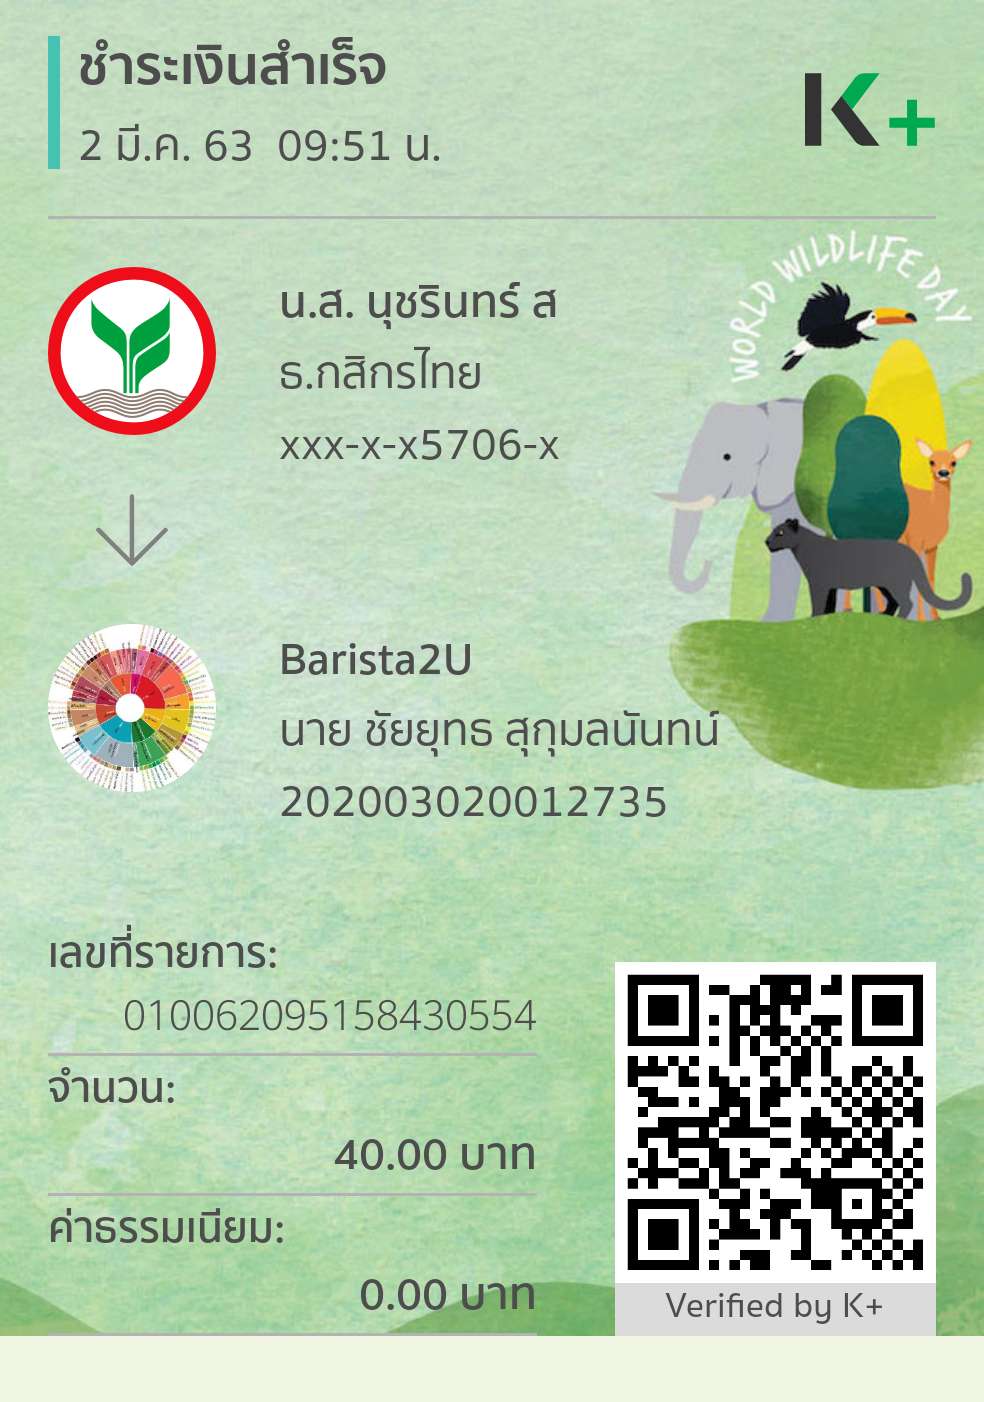 ชำระเงินสำเร็จ
2 มี.ค. 63 09:51 น.
K+
WORLD WILDLIFE DAY
น.ส. นุชรินทร์ ส
ธ.กสิกรไทย
xxx-x-x5706-x
Barista2U
นาย ชัยยุทธ สุกุมลนันทน์
202003020012735
เลขที่รายการ:
010062095158430554
จำนวน:
40.00 บาท
ค่าธรรมเนียม:
0.00 บาท
Verified by K+